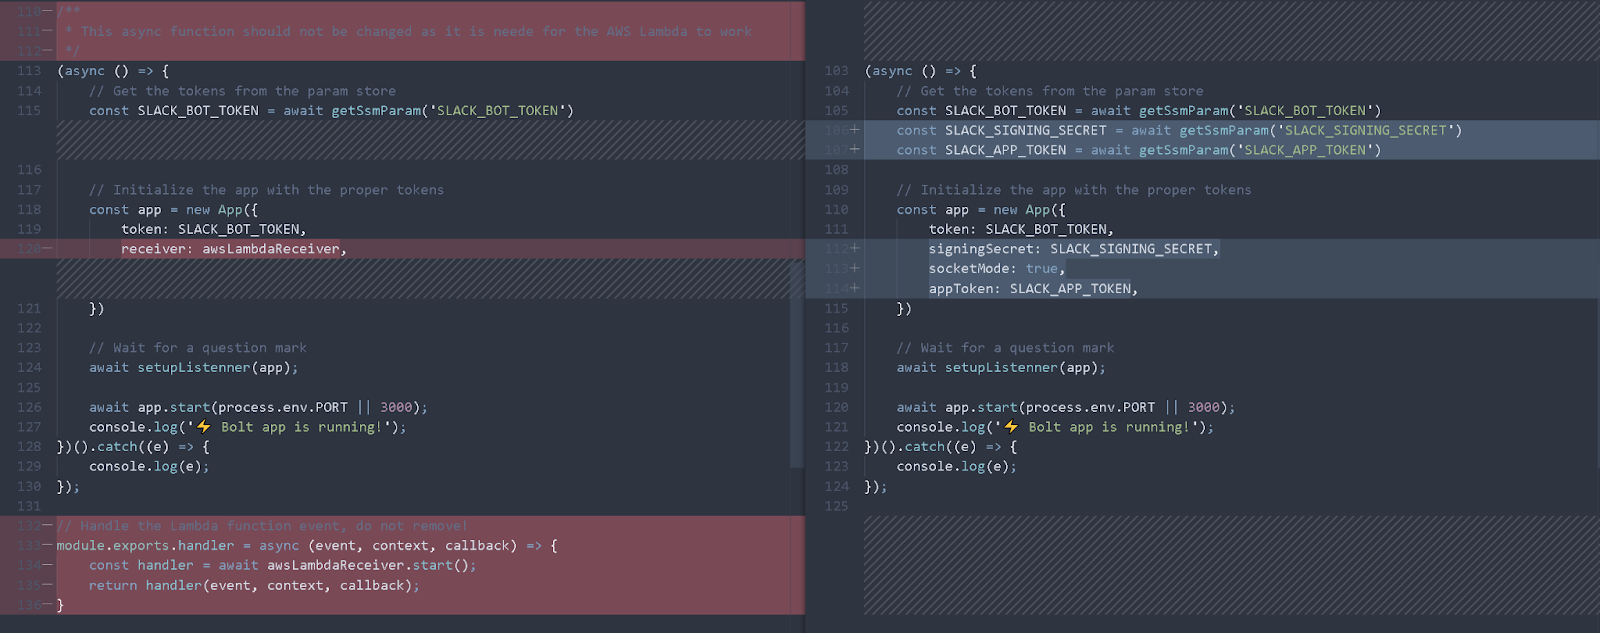 110— /**
111— * This async function should not be changed as it is neede for the AWS Lambda to work
112— */
113 (async () => {
114 // Get the tokens from the param store
115 const SLACK_BOT_TOKEN = await getSsmParam('SLACK_BOT_TOKEN')
116
117 // Initialize the app with the proper tokens
118 const app = new App({
119 token: SLACK_BOT_TOKEN,
120— receiver: awsLambdaReceiver,
121 })
122
123 // Wait for a question mark
124 await setupListenner(app);
125
126 await app.start(process.env.PORT || 3000);
127 console.log('⚡ Bolt app is running!');
128 })().catch((e) => {
129 console.log(e);
130 });
131
132— // Handle the Lambda function event, do not remove!
133— module.exports.handler = async (event, context, callback) => {
134— const handler = await awsLambdaReceiver.start();
135— return handler(event, context, callback);
136— }
103 (async () => {
104 // Get the tokens from the param store
105 const SLACK_BOT_TOKEN = await getSsmParam('SLACK_BOT_TOKEN')
106+ const SLACK_SIGNING_SECRET = await getSsmParam('SLACK_SIGNING_SECRET')
107+ const SLACK_APP_TOKEN = await getSsmParam('SLACK_APP_TOKEN')
108
109 // Initialize the app with the proper tokens
110 const app = new App({
111 token: SLACK_BOT_TOKEN,
112+ signingSecret: SLACK_SIGNING_SECRET,
113+ socketMode: true,
114+ appToken: SLACK_APP_TOKEN,
115 })
116
117 // Wait for a question mark
118 await setupListenner(app);
119
120 await app.start(process.env.PORT || 3000);
121 console.log('⚡ Bolt app is running!');
122 })().catch((e) => {
123 console.log(e);
124 });
125